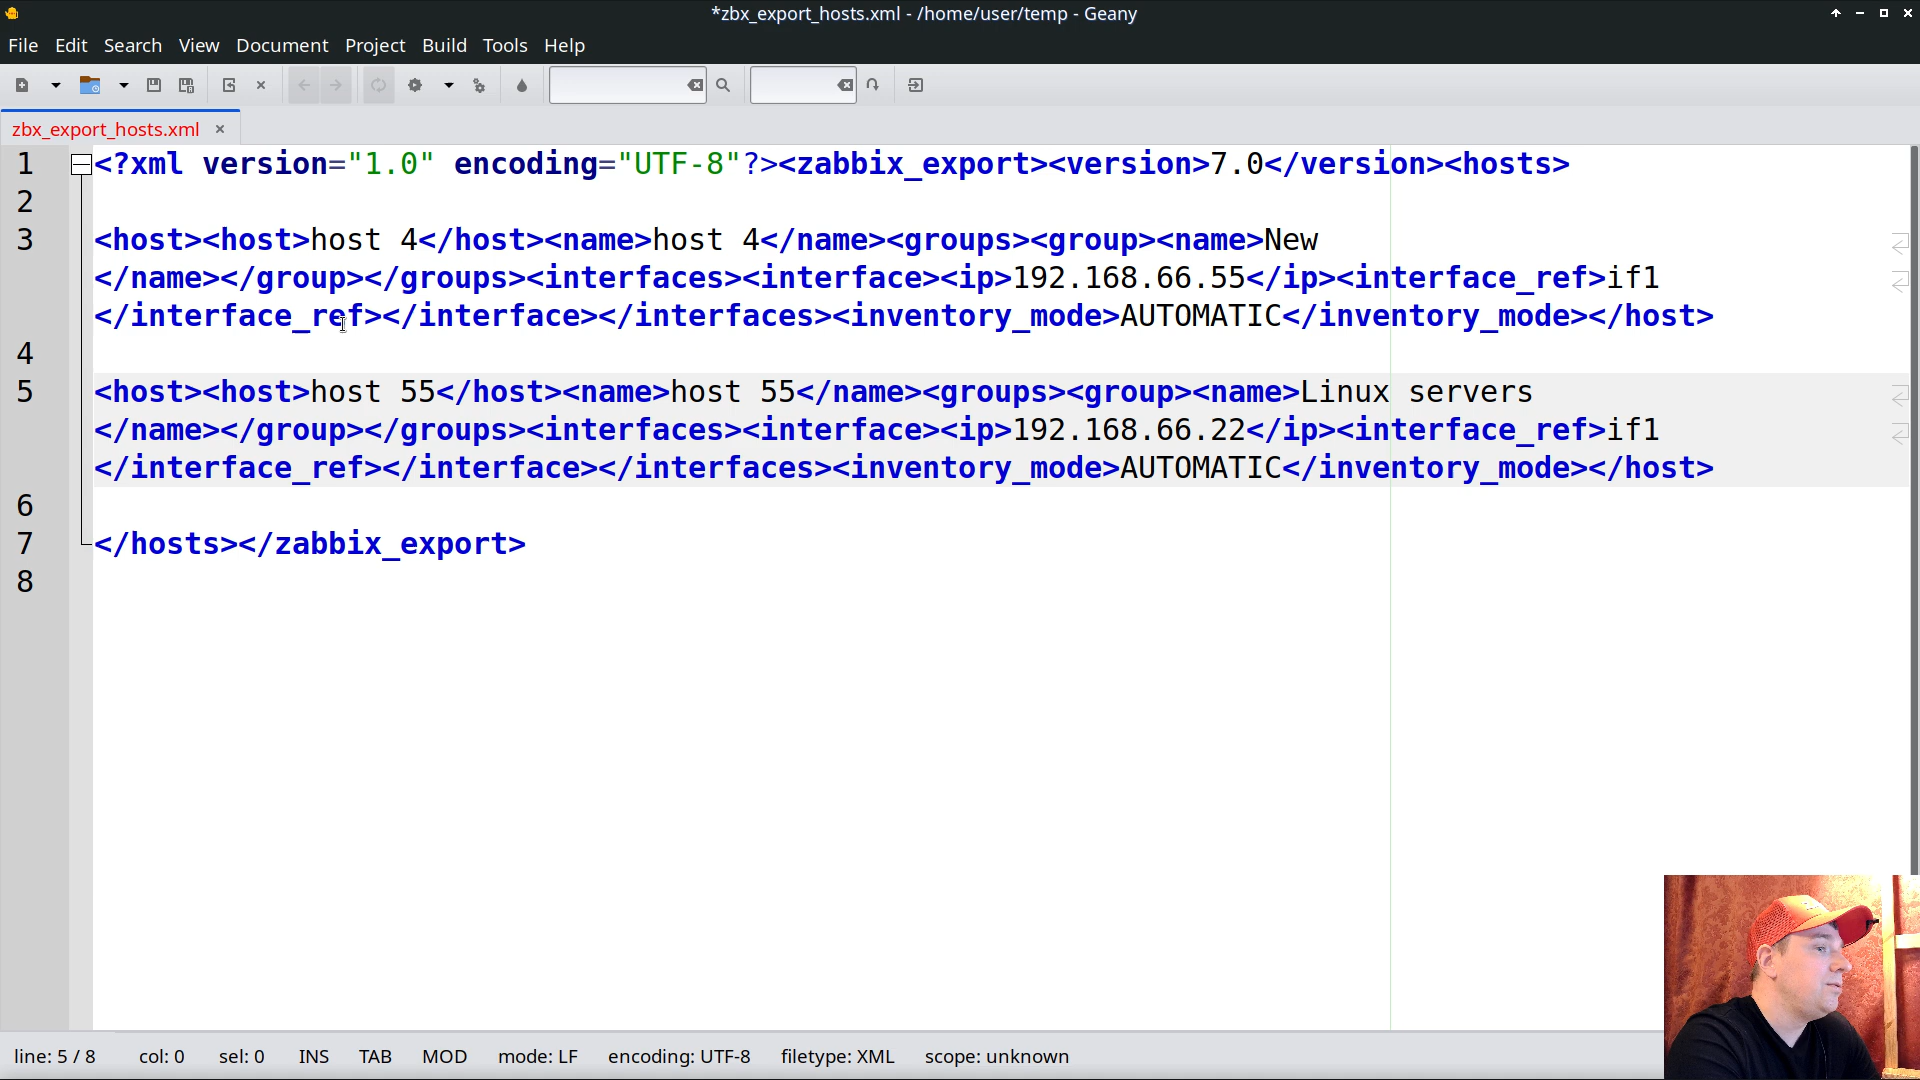 *zbx_export_hosts.xml - /home/user/temp - Geany
File Edit Search View Document Project Build Tools Help
zbx_export_hosts.xml
1 <?xml version="1.0" encoding="UTF-8"?><zabbix_export><version>7.0</version><hosts>
2
3 <host><host>host 4</host><name>host 4</name><groups><group><name>New
</name></group></groups><interfaces><interface><ip>192.168.66.55</ip><interface_ref>if1
</interface_ref></interface></interfaces><inventory_mode>AUTOMATIC</inventory_mode></host>
4
5 <host><host>host 55</host><name>host 55</name><groups><group><name>Linux servers
</name></group></groups><interfaces><interface><ip>192.168.66.22</ip><interface_ref>if1
</interface_ref></interface></interfaces><inventory_mode>AUTOMATIC</inventory_mode></host>
6
7 </hosts></zabbix_export>
8
line: 5 / 8 col: 0 sel: 0 INS TAB MOD mode: LF encoding: UTF-8 filetype: XML scope: unknown